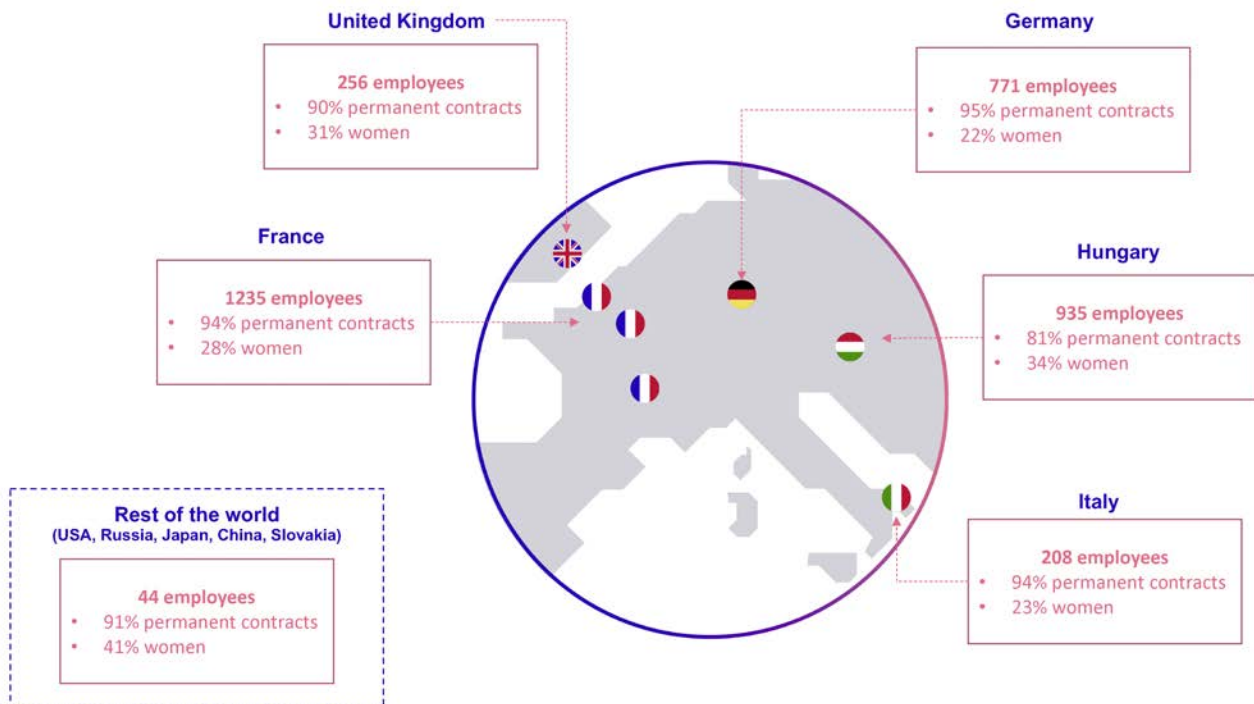 United Kingdom
256 employees
• 90% permanent contracts
• 31% women
Germany
771 employees
• 95% permanent contracts
• 22% women
France
1235 employees
• 94% permanent contracts
• 28% women
Hungary
935 employees
• 81% permanent contracts
• 34% women
Rest of the world
(USA, Russia, Japan, China, Slovakia)
44 employees
• 91% permanent contracts
• 41% women
Italy
208 employees
• 94% permanent contracts
• 23% women